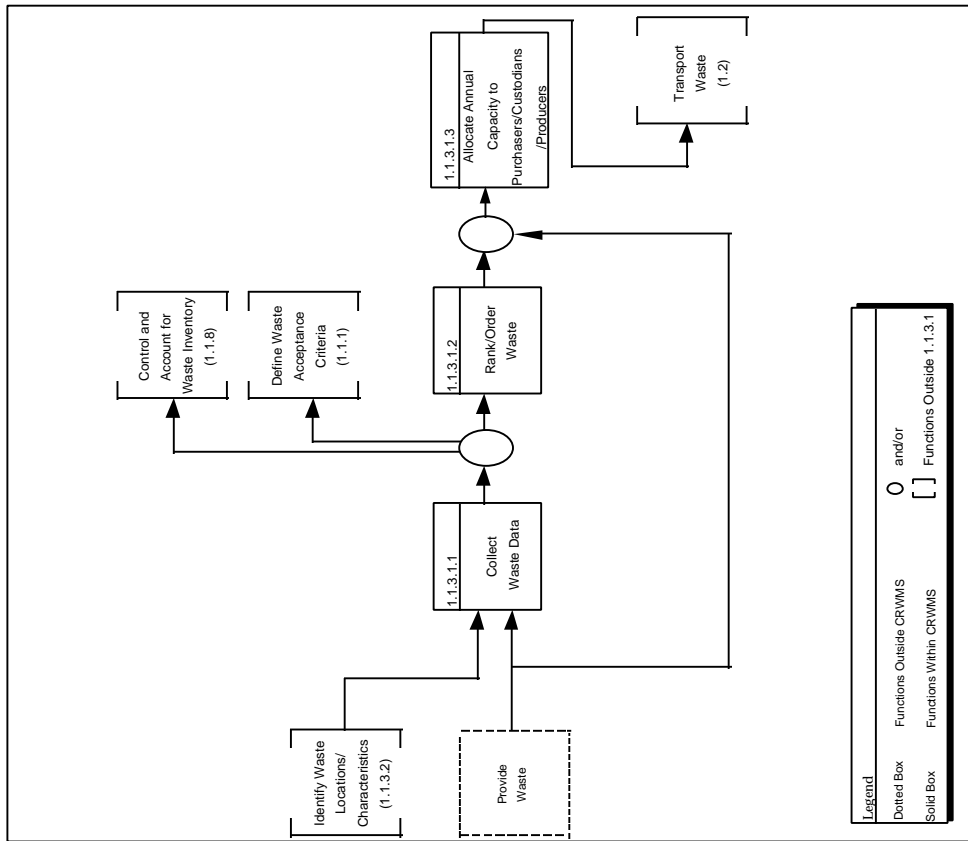 Identify Waste
Locations/
Characteristics
(1.1.3.2)
Provide
Waste
1.1.3.1.1
Collect
Waste Data
Control and
Account for
Waste Inventory
(1.1.8)
Define Waste
Acceptance
Criteria
(1.1.1)
1.1.3.1.2
Rank/Order
Waste
1.1.3.1.3
Allocate Annual
Capacity to
Purchasers/Custodians
/Producers
Transport
Waste
(1.2)
Legend
Dotted Box Functions Outside CRWMS and/or
Solid Box Functions Within CRWMS Functions Outside 1.1.3.1